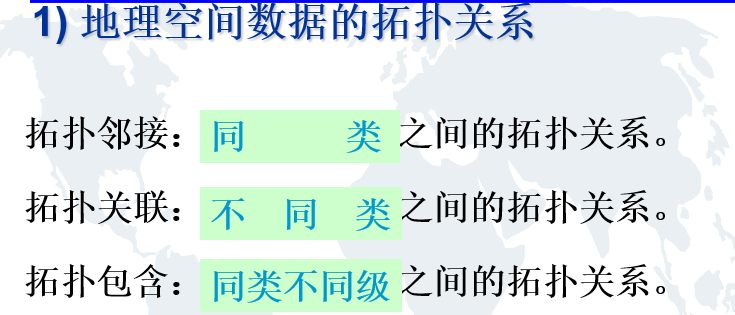 1) 地理空间数据的拓扑关系
拓扑邻接：同 类之间的拓扑关系。
拓扑关联：不 同 类之间的拓扑关系。
拓扑包含：同类不同级之间的拓扑关系。